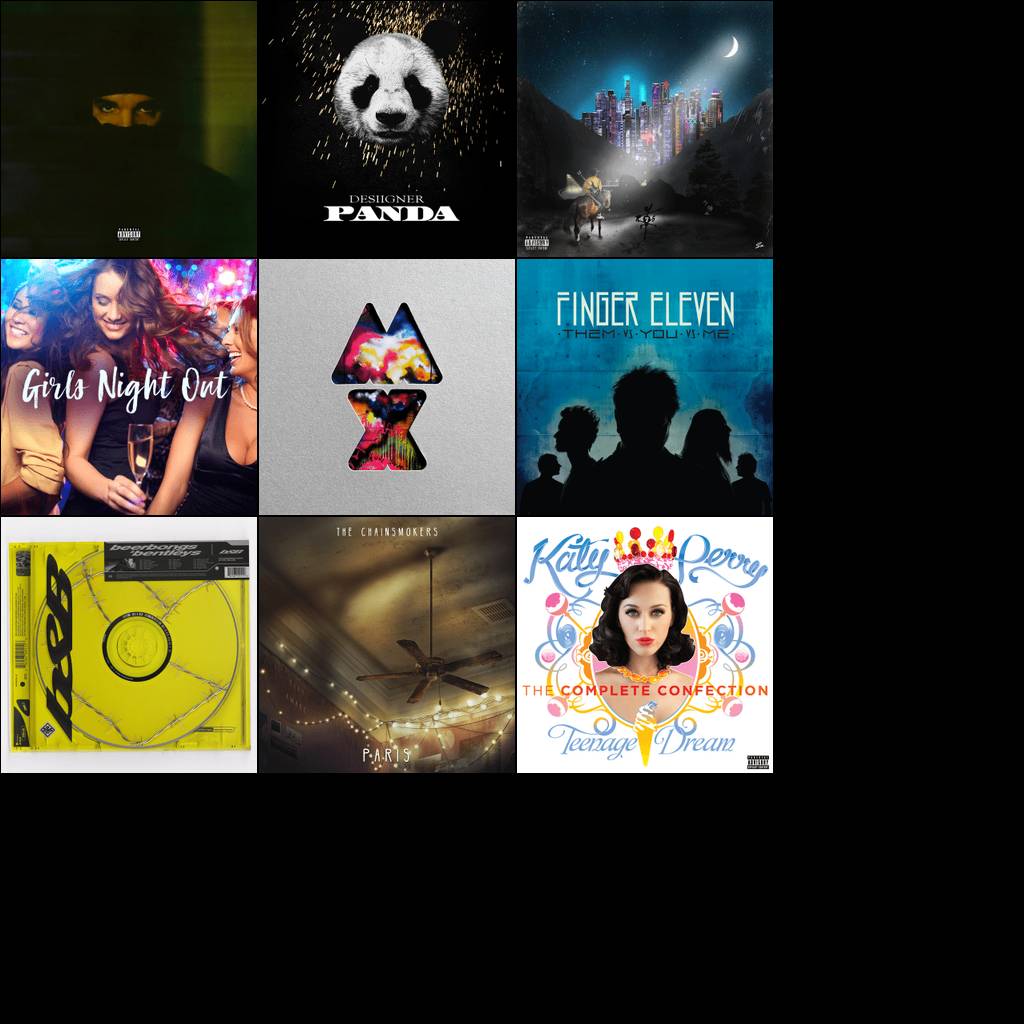 PARENTAL
ADVISORY
EXPLICIT CONTENT
DESIIGNER
PANDA
PARENTAL
ADVISORY
EXPLICIT CONTENT
Girls Night Out
FINGER ELEVEN
·THEM·VS·YOU·VS·ME·
beerbongs
bentleys
b&b
THE CHAINSMOKERS
PARIS
Katy Perry
THE COMPLETE CONFECTION
Teenage Dream
PARENTAL
ADVISORY
EXPLICIT CONTENT